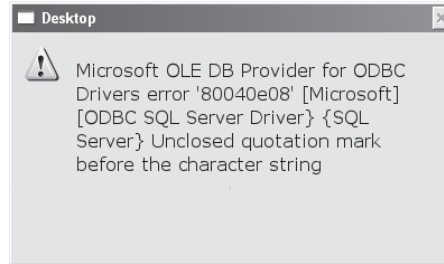 Desktop
Microsoft OLE DB Provider for ODBC
Drivers error '80040e08' [Microsoft]
[ODBC SQL Server Driver} {SQL
Server} Unclosed quotation mark
before the character string